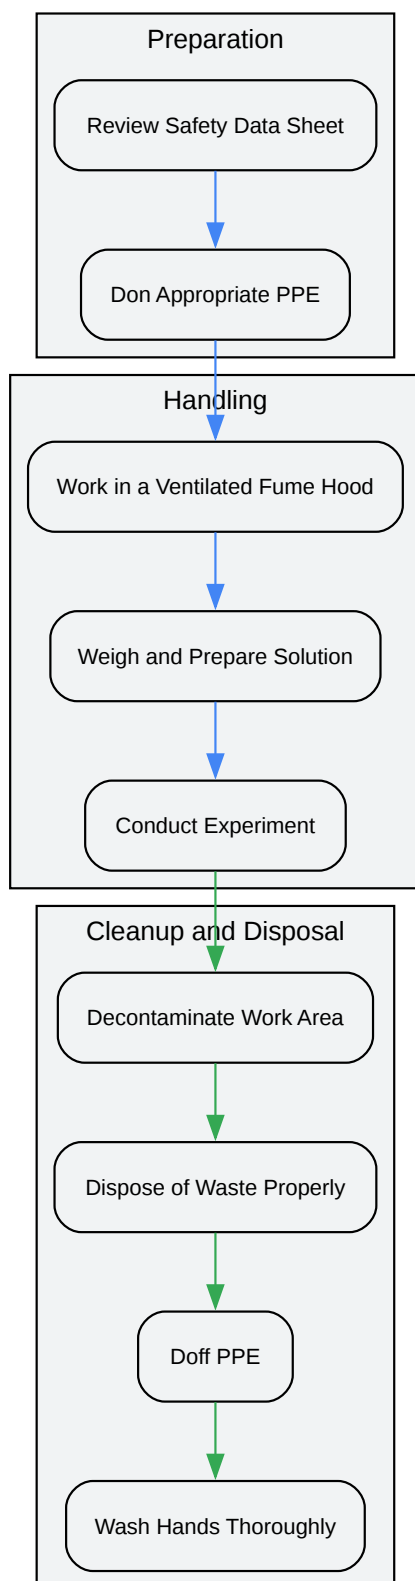 Preparation
Review Safety Data Sheet
Don Appropriate PPE
Handling
Work in a Ventilated Fume Hood
Weigh and Prepare Solution
Conduct Experiment
Cleanup and Disposal
Decontaminate Work Area
Dispose of Waste Properly
Doff PPE
Wash Hands Thoroughly